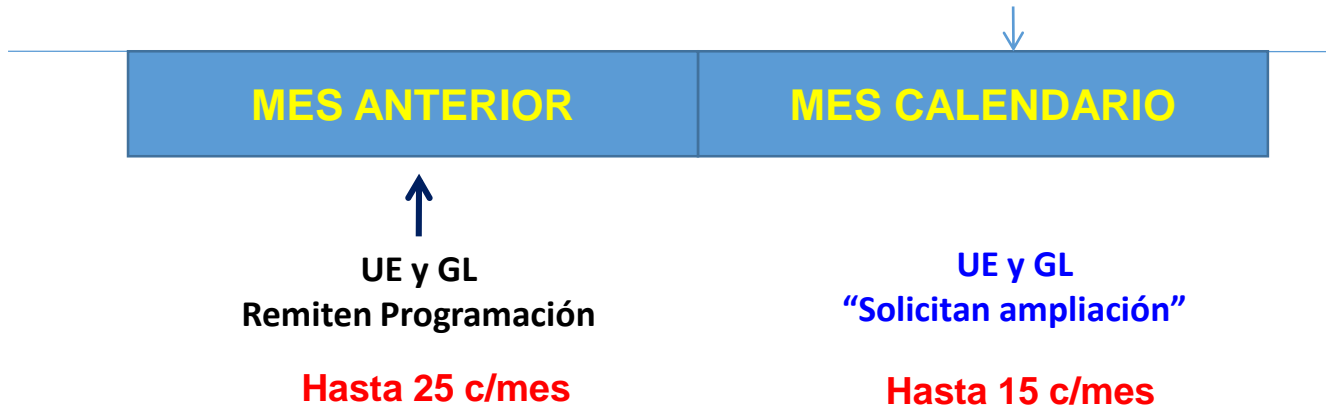 MES ANTERIOR
MES CALENDARIO
UE y GL
Remiten Programación
Hasta 25 c/mes
UE y GL
“Solicitan ampliación”
Hasta 15 c/mes